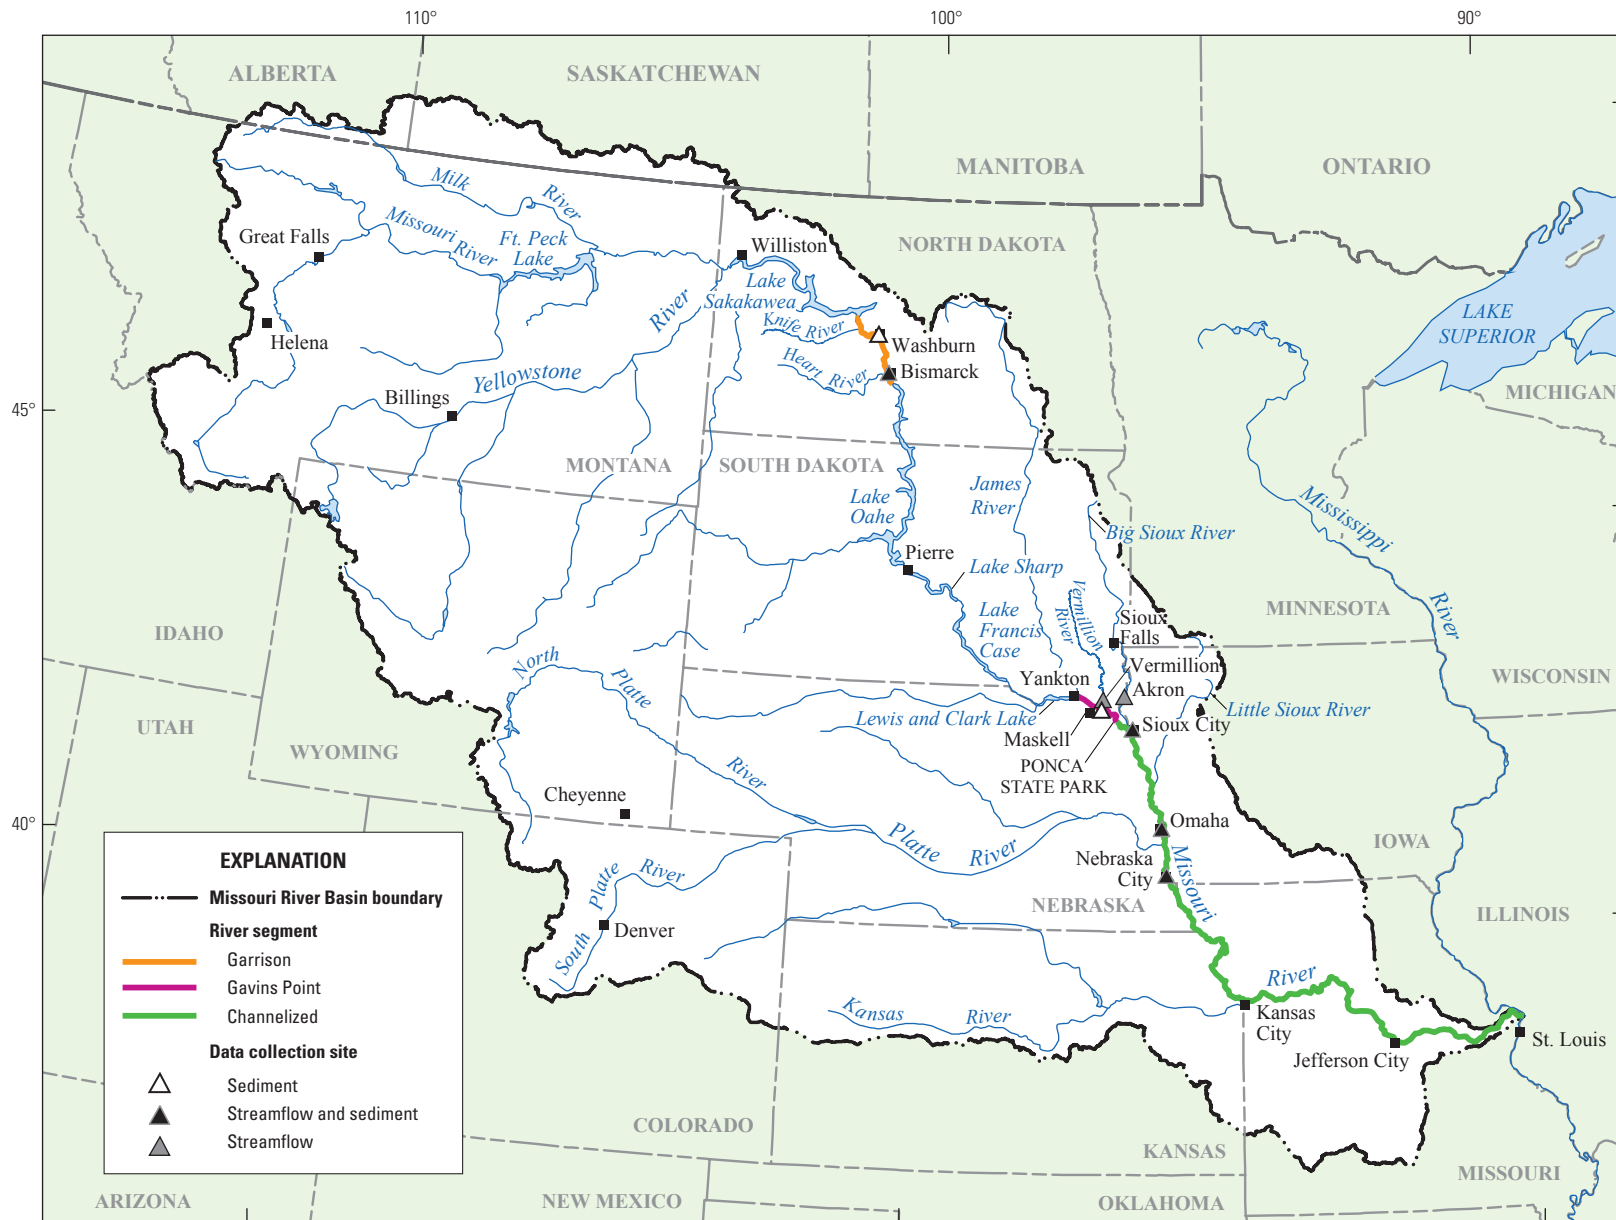 110°
100°
90°
ALBERTA
SASKATCHEWAN
MANITOBA
ONTARIO
Milk
River
Missouri
River
Great Falls
Ft. Peck
Lake
Williston
NORTH DAKOTA
Lake
Sakakawea
River
Knife River
LAKE
SUPERIOR
Helena
Washburn
Heart River
Bismarck
Yellowstone
Billings
MICHIGAN
45°
MONTANA
SOUTH DAKOTA
James
River
Lake
Oahe
Mississippi
River
Big Sioux River
Pierre
Lake Sharp
Vermillion
River
Lake
Francis
Case
Sioux
Falls
MINNESOTA
IDAHO
North
Platte
River
Yankton
Vermillion
Akron
WISCONSIN
Lewis and Clark Lake
Little Sioux River
Sioux City
Maskell
PONCA
STATE PARK
UTAH
WYOMING
Cheyenne
40°
Omaha
Platte
River
Nebraska
City
Missouri
IOWA
South
Platte
River
NEBRASKA
ILLINOIS
Denver
River
Kansas
River
Kansas
City
St. Louis
Jefferson City
EXPLANATION
Missouri River Basin boundary
River segment
Garrison
Gavins Point
Channelized
Data collection site
Sediment
Streamflow and sediment
Streamflow
COLORADO
KANSAS
MISSOURI
ARIZONA
NEW MEXICO
OKLAHOMA